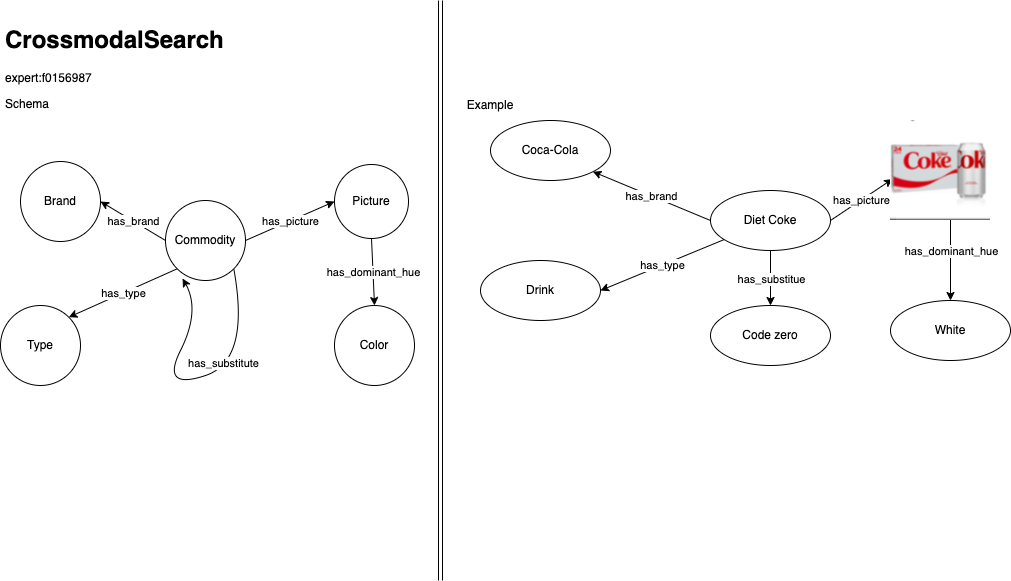 CrossmodalSearch
expert:f0156987
Schema
Brand
has_brand
Commodity
has_picture
Picture
has_type
has_dominant_hue
Type
has_substitute
Color
Example
Coca-Cola
has_brand
Diet Coke
has_picture
24
Diet
Coke
ok
has_type
has_substitue
has_dominant_hue
Drink
Code zero
White